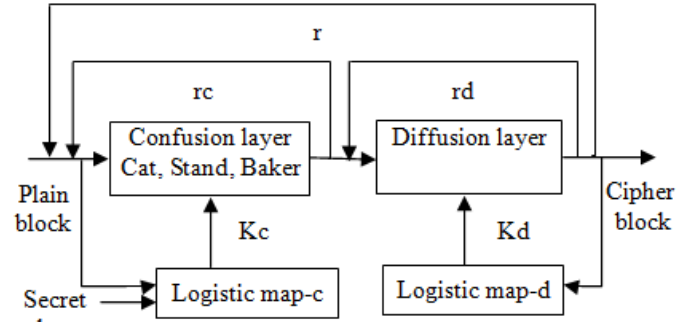 r
rc
rd
Confusion layer
Cat, Stand, Baker
Diffusion layer
Plain
block
Cipher
block
Kc
Kd
Secret
Logistic map-c
Logistic map-d